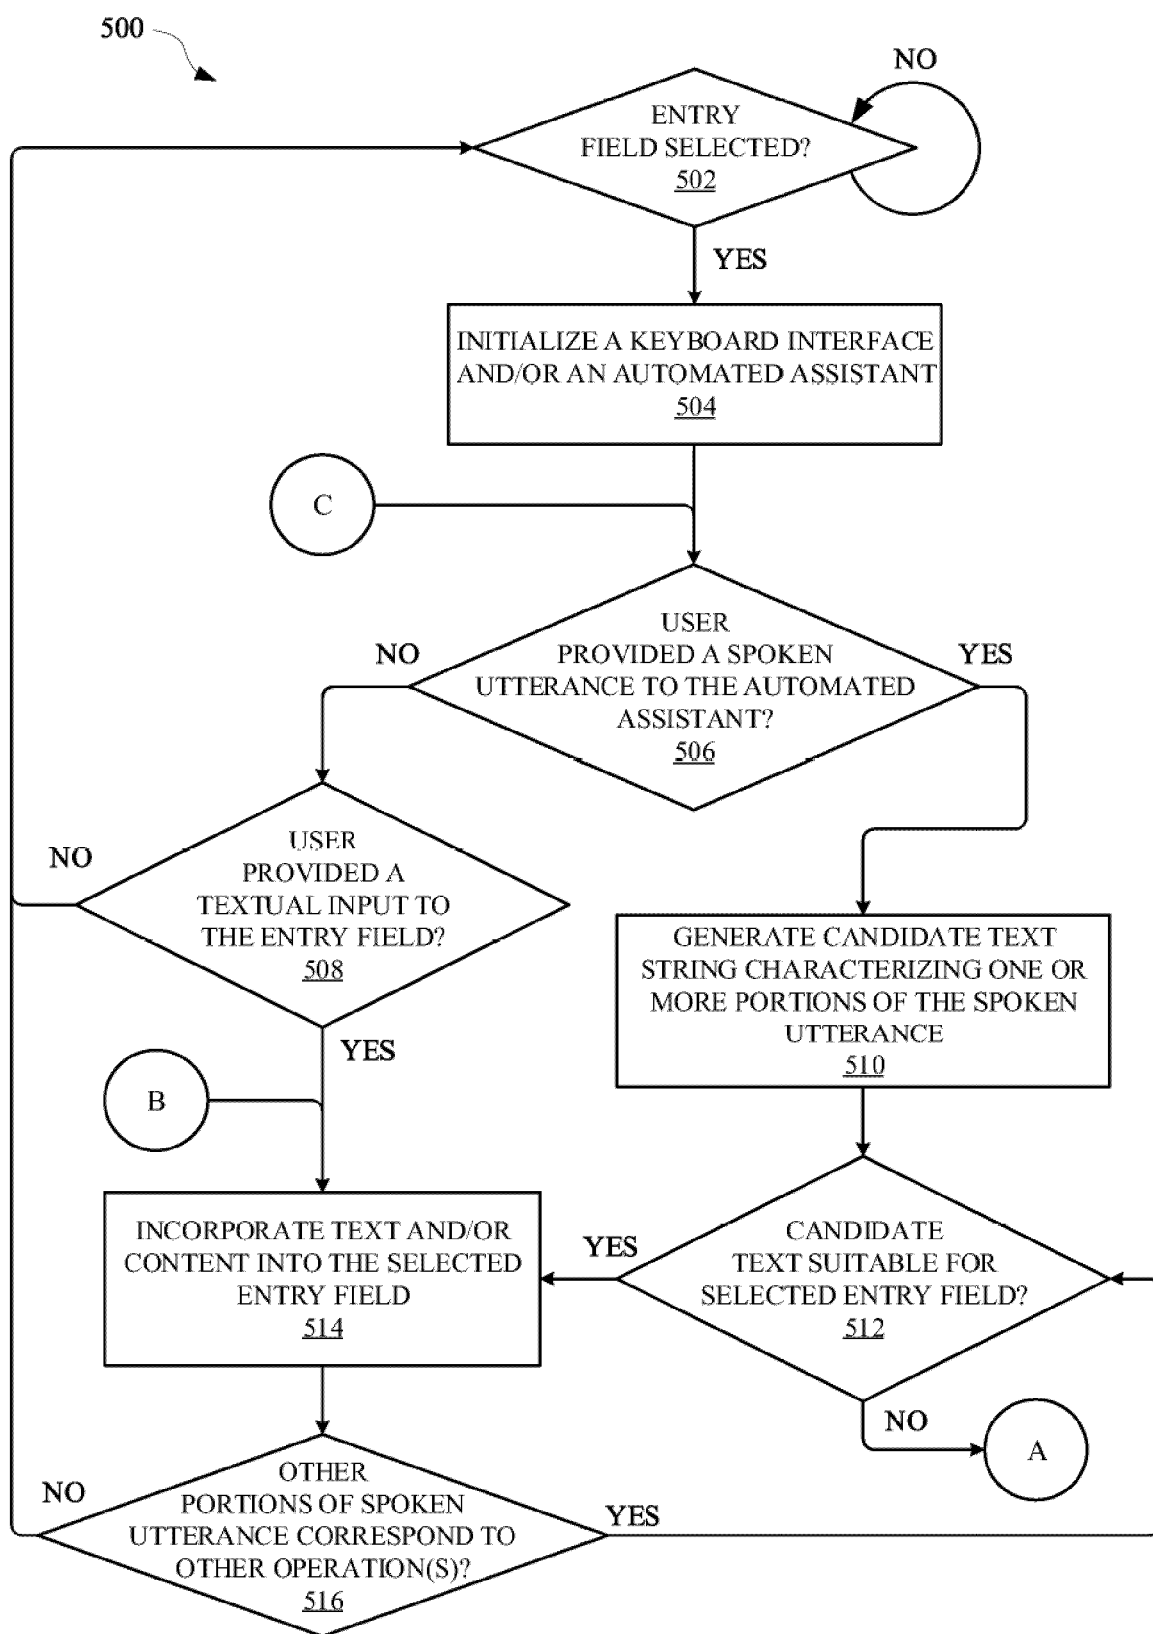 500
NO
ENTRY
FIELD SELECTED?
502
YES
INITIALIZE A KEYBOARD INTERFACE
AND/OR AN AUTOMATED ASSISTANT
504
C
USER
PROVIDED A SPOKEN
UTTERANCE TO THE AUTOMATED
ASSISTANT?
506
NO
YES
USER
PROVIDED A
TEXTUAL INPUT TO
THE ENTRY FIELD?
508
NO
YES
GENERATE CANDIDATE TEXT
STRING CHARACTERIZING ONE OR
MORE PORTIONS OF THE SPOKEN
UTTERANCE
510
B
INCORPORATE TEXT AND/OR
CONTENT INTO THE SELECTED
ENTRY FIELD
514
YES
CANDIDATE
TEXT SUITABLE FOR
SELECTED ENTRY FIELD?
512
NO
A
OTHER
PORTIONS OF SPOKEN
UTTERANCE CORRESPOND TO
OTHER OPERATION(S)?
516
NO
YES